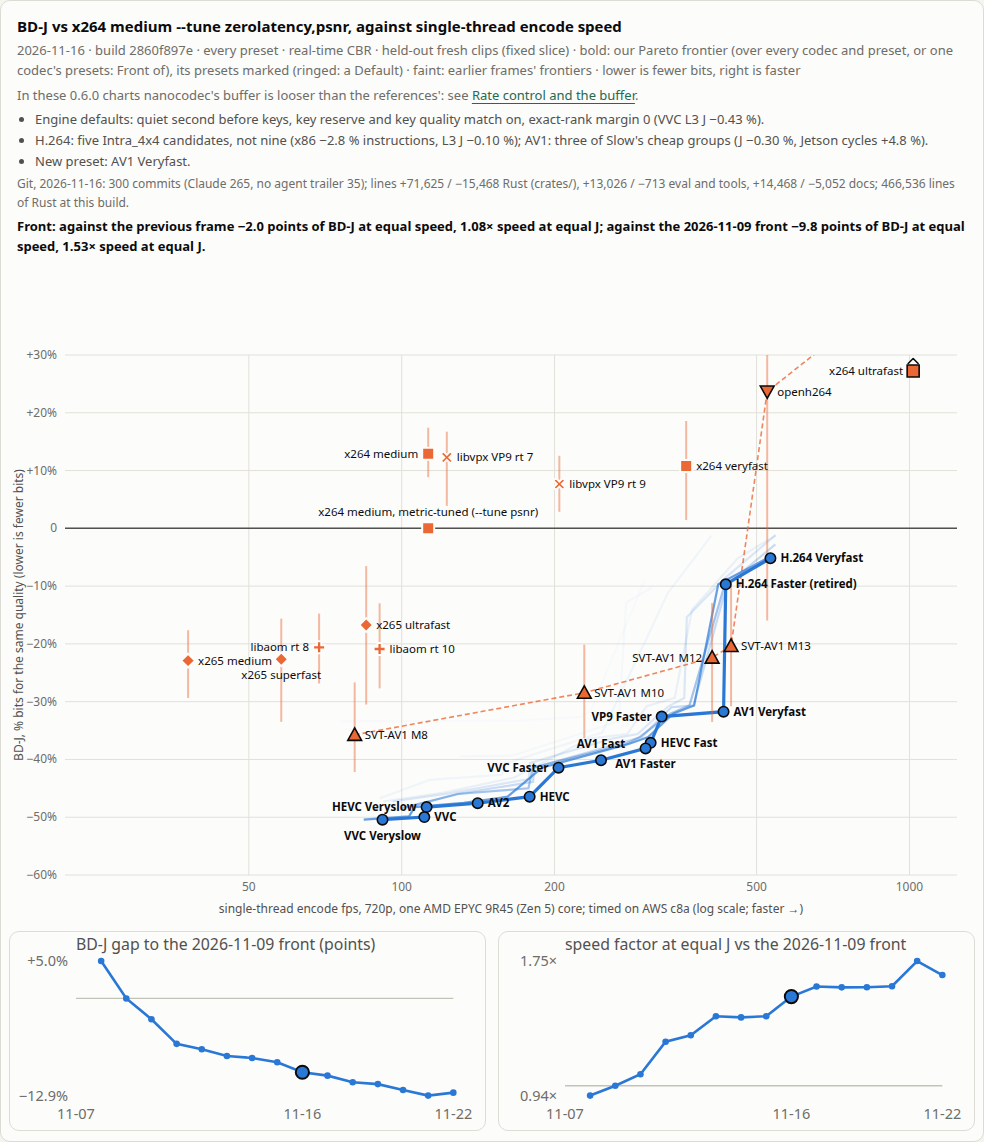 BD-J vs x264 medium --tune zerolatency,psnr, against single-thread encode speed
2026-11-16 · build 2860f897e · every preset · real-time CBR · held-out fresh clips (fixed slice) · bold: our Pareto frontier (over every codec and preset, or one
codec's presets: Front of), its presets marked (ringed: a Default) · faint: earlier frames' frontiers · lower is fewer bits, right is faster
In these 0.6.0 charts nanocodec's buffer is looser than the references': see Rate control and the buffer.
• Engine defaults: quiet second before keys, key reserve and key quality match on, exact-rank margin 0 (VVC L3 J −0.43 %).
• H.264: five Intra_4x4 candidates, not nine (x86 −2.8 % instructions, L3 J −0.10 %); AV1: three of Slow's cheap groups (J −0.30 %, Jetson cycles +4.8 %).
• New preset: AV1 Veryfast.
Git, 2026-11-16: 300 commits (Claude 265, no agent trailer 35); lines +71,625 / −15,468 Rust (crates/), +13,026 / −713 eval and tools, +14,468 / −5,052 docs; 466,536 lines
of Rust at this build.
Front: against the previous frame −2.0 points of BD-J at equal speed, 1.08× speed at equal J; against the 2026-11-09 front −9.8 points of BD-J at equal
speed, 1.53× speed at equal J.
+30%
x264 ultrafast
+20%
openh264
+10%
x264 medium
libvpx VP9 rt 7
x264 veryfast
libvpx VP9 rt 9
x264 medium, metric-tuned (--tune psnr)
0
H.264 Veryfast
−10%
H.264 Faster (retired)
x265 ultrafast
−20%
libaom rt 8
libaom rt 10
SVT-AV1 M13
x265 medium
SVT-AV1 M12
x265 superfast
−30%
SVT-AV1 M10
AV1 Veryfast
VP9 Faster
SVT-AV1 M8
AV1 Fast
HEVC Fast
−40%
AV1 Faster
VVC Faster
HEVC
HEVC Veryslow
AV2
−50%
VVC
VVC Veryslow
−60%
BD-J, % bits for the same quality (lower is fewer bits)
50
100
200
500
1000
single-thread encode fps, 720p, one AMD EPYC 9R45 (Zen 5) core; timed on AWS c8a (log scale; faster →)
BD-J gap to the 2026-11-09 front (points)
+5.0%
−12.9%
11-07
11-16
11-22
speed factor at equal J vs the 2026-11-09 front
1.75×
0.94×
11-07
11-16
11-22